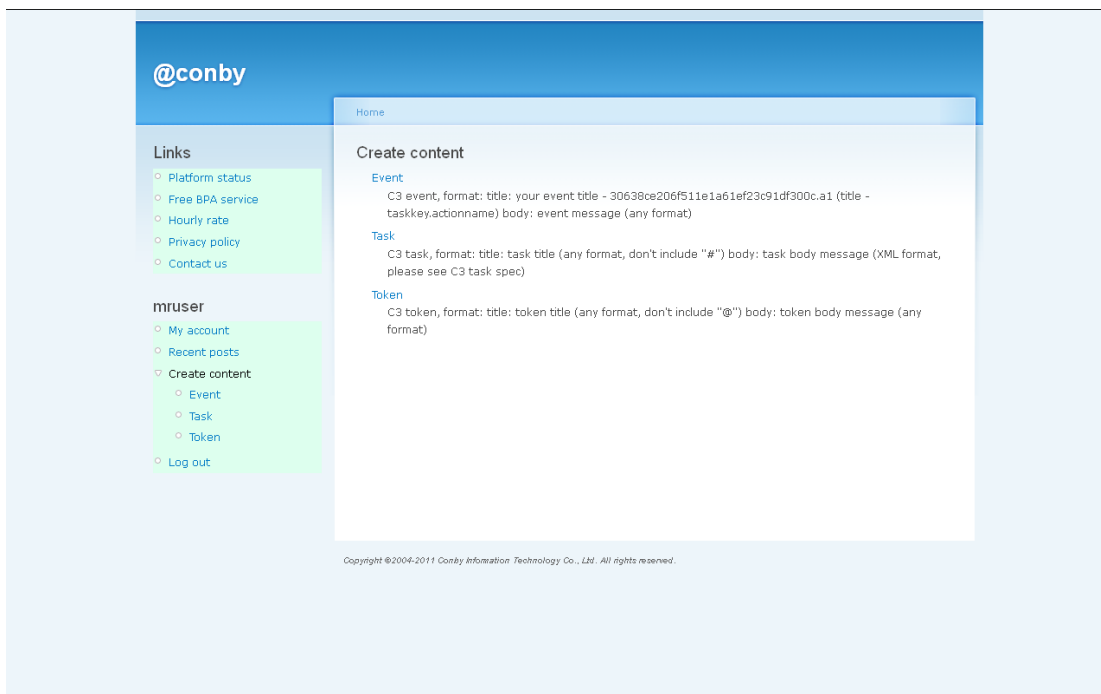 @conby
Home
Links
Platform status
Free BPA service
Hourly rate
Privacy policy
Contact us
mruser
My account
Recent posts
Create content
Event
Task
Token
Log out
Create content
Event
C3 event, format: title: your event title - 30638ce206f511e1a61ef23c91df300c.a1 (title -
taskkey.actionname) body: event message (any format)
Task
C3 task, format: title: task title (any format, don't include "#") body: task body message (XML format,
please see C3 task spec)
Token
C3 token, format: title: token title (any format, don't include "@") body: token body message (any
format)
Copyright ©2004-2011 Conby Information Technology Co., Ltd. All rights reserved.